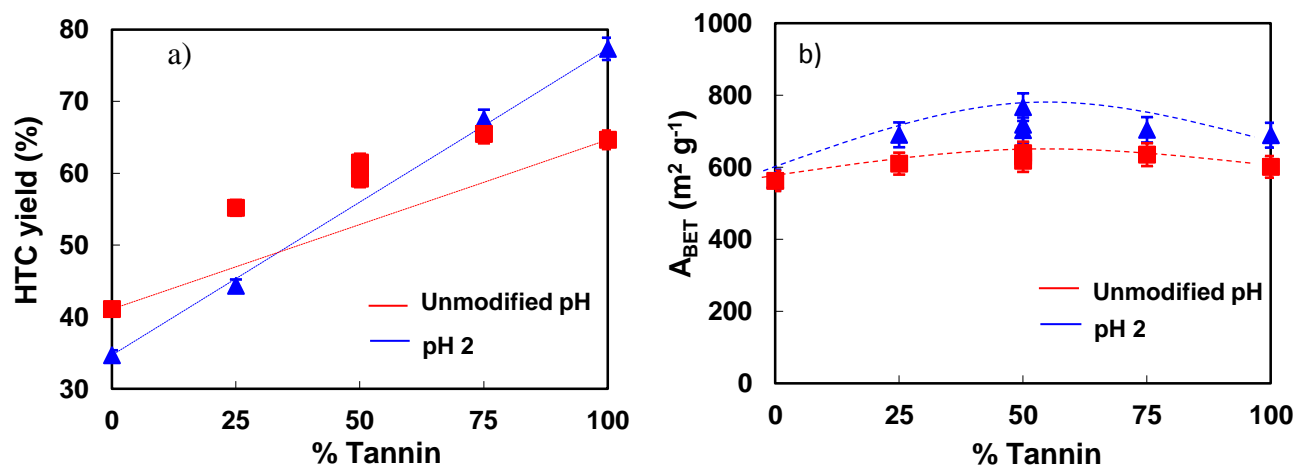 a)
HTC yield (%)
80
70
60
50
40
30
Unmodified pH
pH 2
0 25 50 75 100
% Tannin
b)
A_BET (m² g⁻¹)
1000
800
600
400
200
0
Unmodified pH
pH 2
0 25 50 75 100
% Tannin